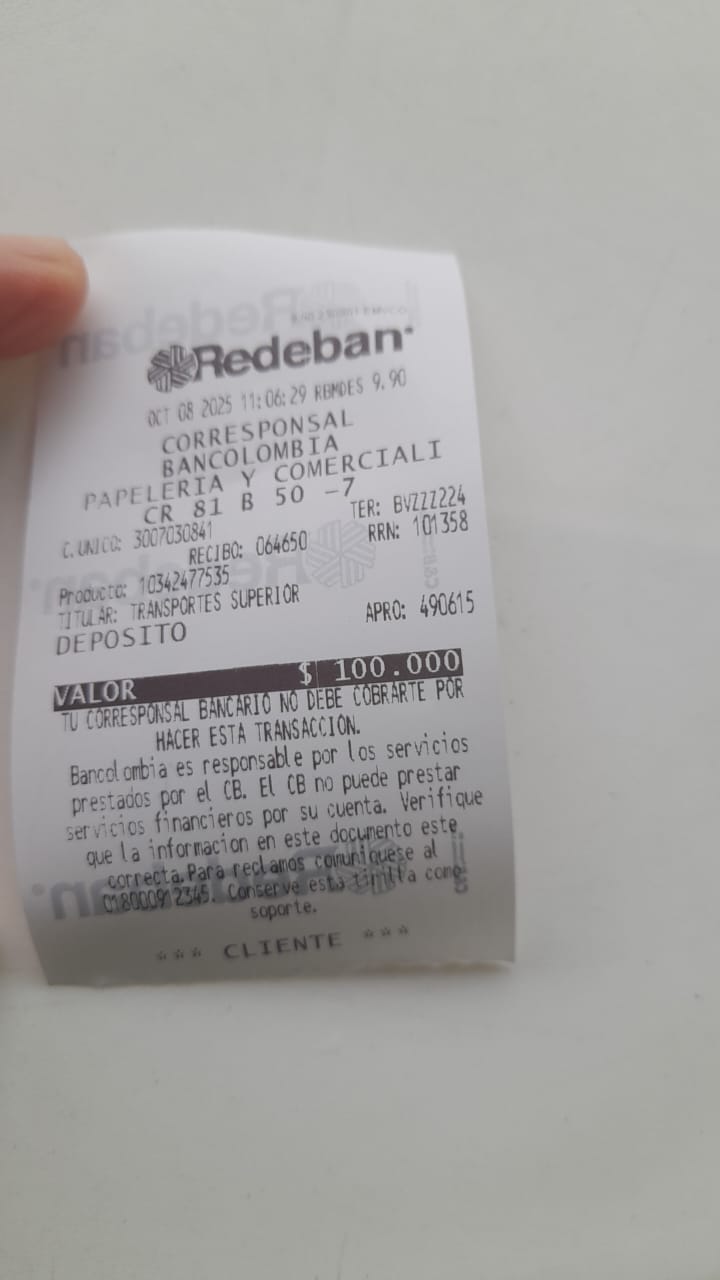 Redeban
OCT 08 2025 11:06:29 RBMDES 9.90
CORRESPONSAL
BANCOLOMBIA
PAPELERIA Y COMERCIALI
CR 81 B 50 -7
C.UNICO: 3007030841 TER: BVZZZ224
RECIBO: 064650 RRN: 101358
Producto: 10342477535
TITULAR: TRANSPORTES SUPERIOR
DEPOSITO APRO: 490615
VALOR $ 100.000
TU CORRESPONSAL BANCARIO NO DEBE COBRARTE POR
HACER ESTA TRANSACCION.
Bancolombia es responsable por los servicios
prestados por el CB. El CB no puede prestar
servicios financieros por su cuenta. Verifique
que la informacion en este documento este
correcta.Para reclamos comuniquese al
018000912345. Conserve esta tirilla como
soporte.
*** CLIENTE ***